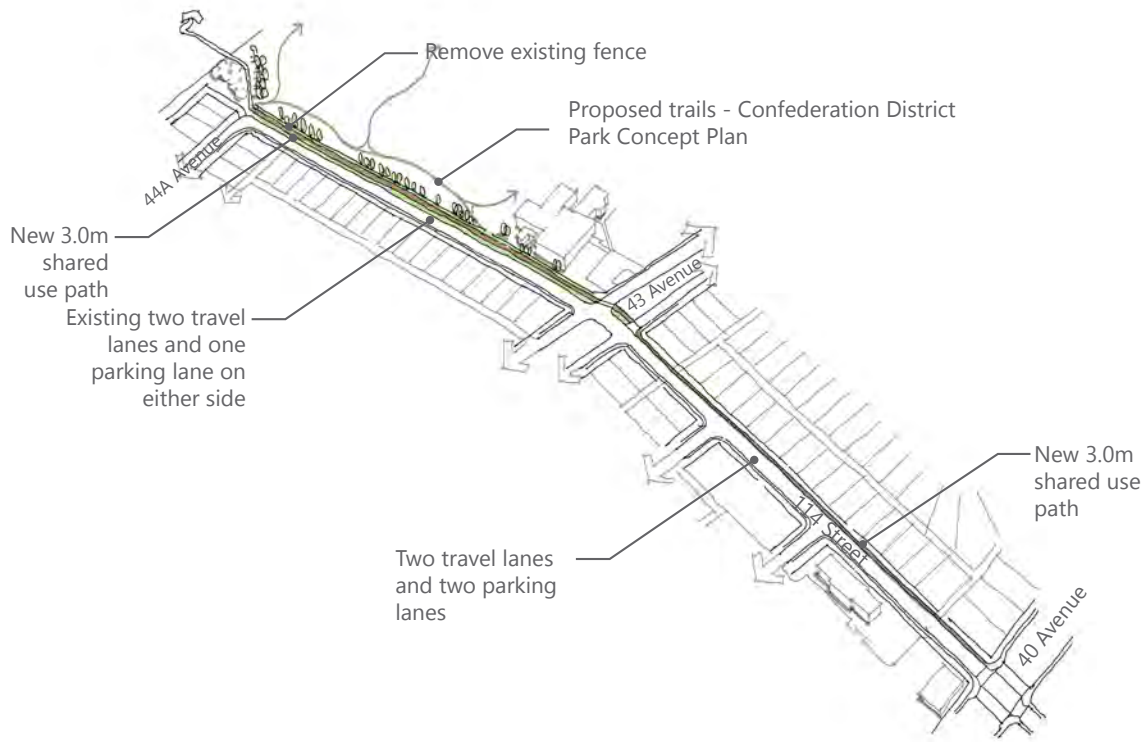 Remove existing fence
Proposed trails - Confederation District
Park Concept Plan
44A Avenue
New 3.0m
shared
use path
Existing two travel
lanes and one
parking lane on
either side
43 Avenue
New 3.0m
shared use
path
114 Street
Two travel lanes
and two parking
lanes
40 Avenue